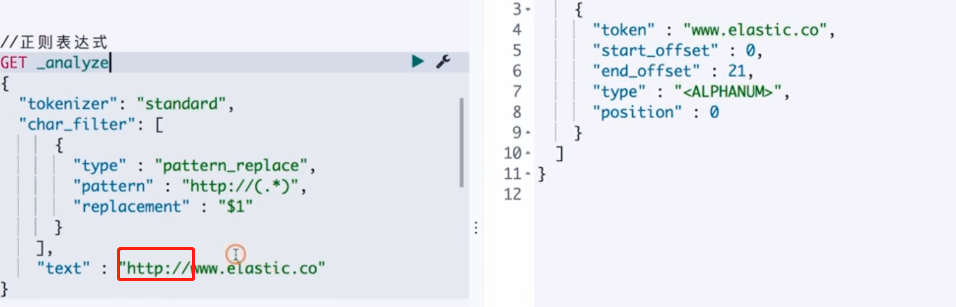 //正则表达式
GET _analyze
{
"tokenizer": "standard",
"char_filter": [
{
"type" : "pattern_replace",
"pattern" : "http://(.*)",
"replacement" : "$1"
}
],
"text" : "http://www.elastic.co"
}
3 {
4 "token" : "www.elastic.co",
5 "start_offset" : 0,
6 "end_offset" : 21,
7 "type" : "<ALPHANUM>",
8 "position" : 0
9 }
10 ]
11 }
12